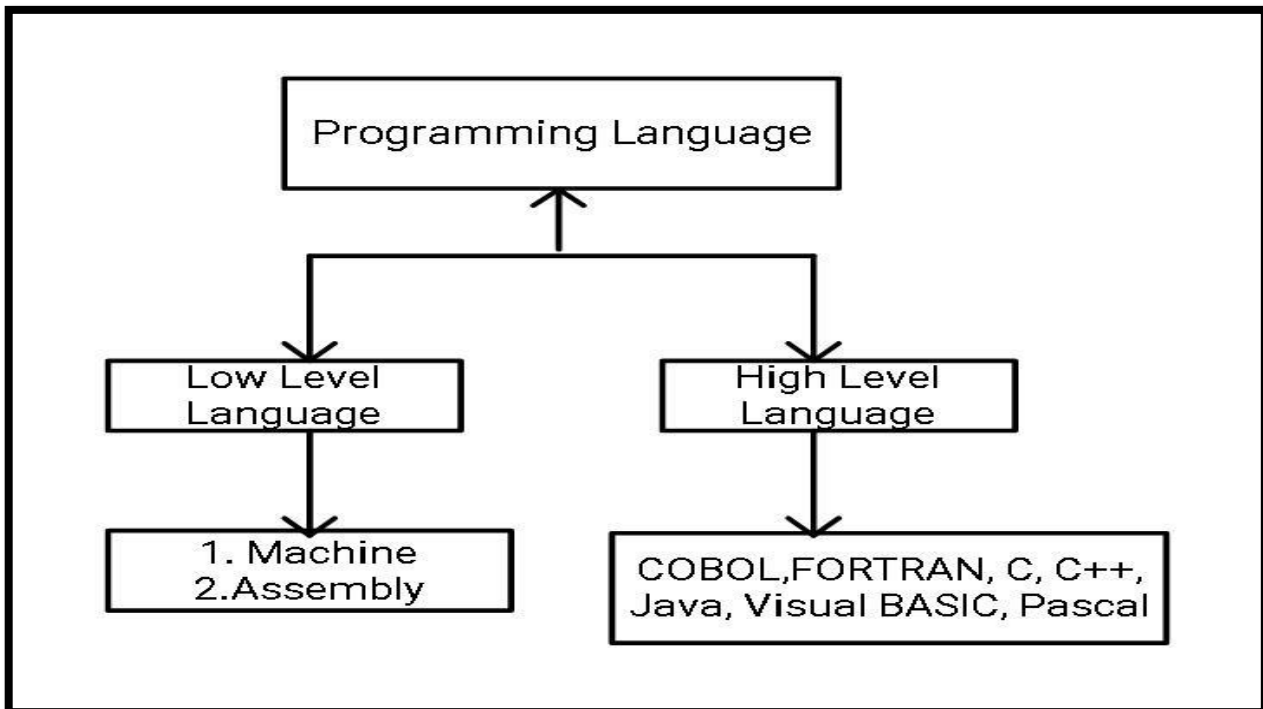 Programming Language
Low Level
Language
High Level
Language
1. Machine
2.Assembly
COBOL,FORTRAN, C, C++,
Java, Visual BASIC, Pascal